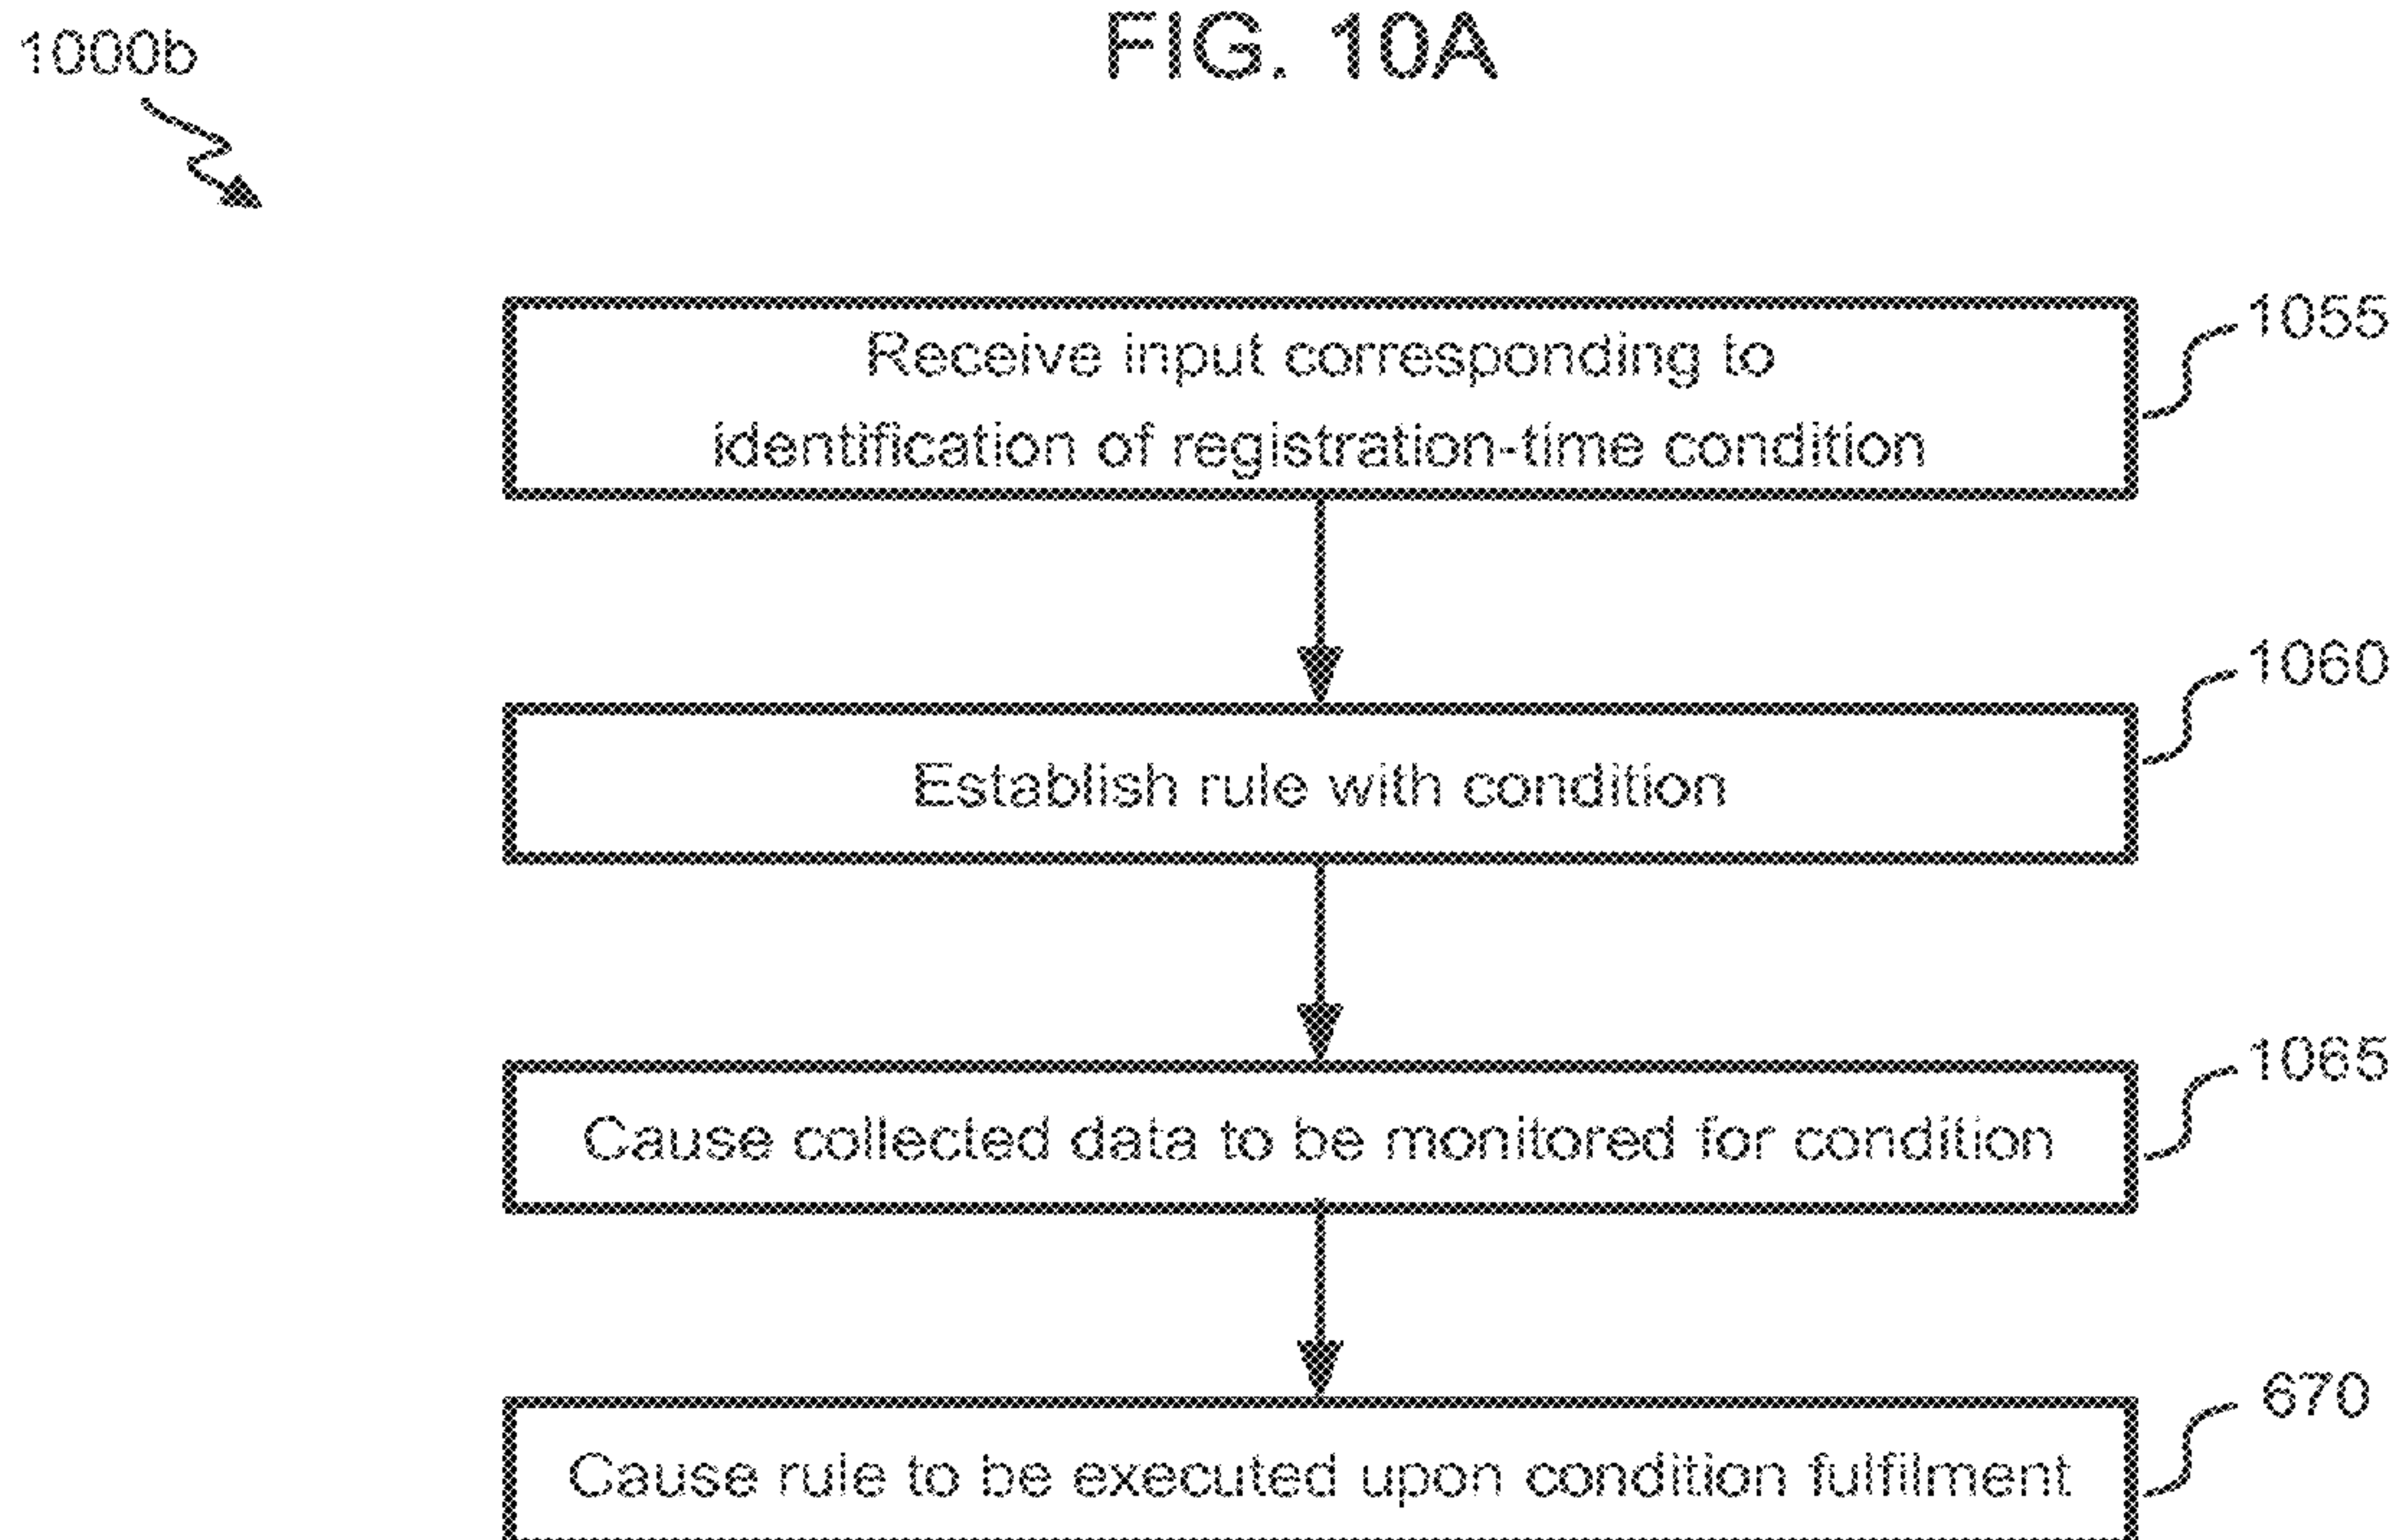 FIG. 10A
1000b
Receive input corresponding to
identification of registration-time condition
1055
Establish rule with condition
1060
Cause collected data to be monitored for condition
1065
Cause rule to be executed upon condition fulfilment
670